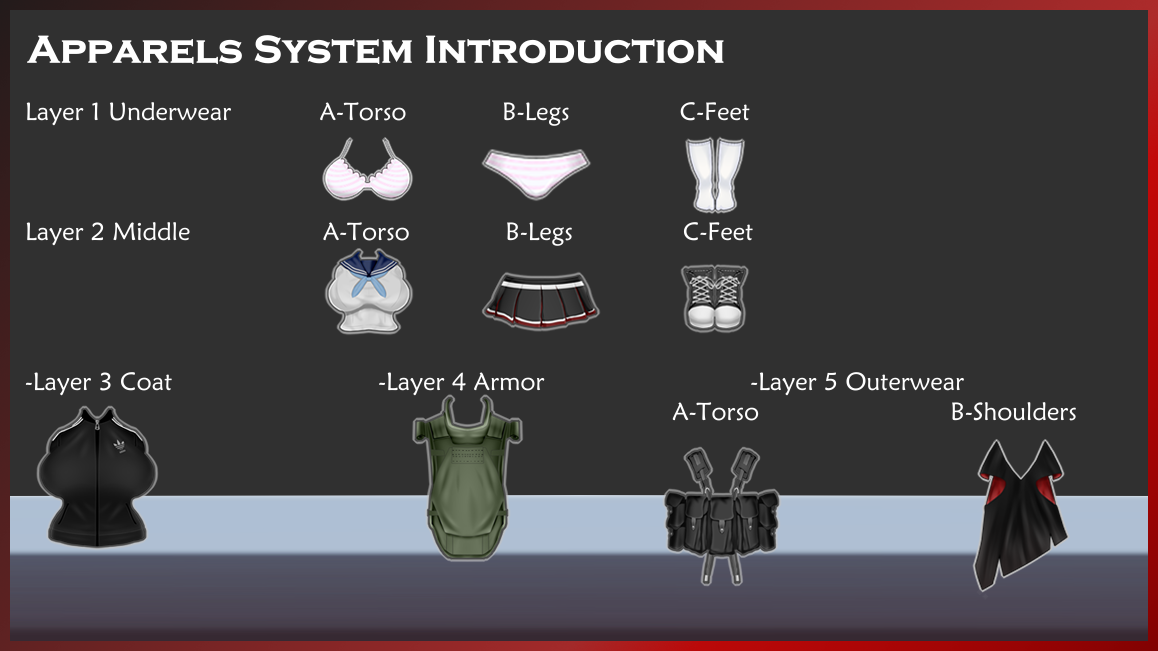 Apparels System Introduction
Layer 1 Underwear A-Torso B-Legs C-Feet
Layer 2 Middle A-Torso B-Legs C-Feet
-Layer 3 Coat -Layer 4 Armor -Layer 5 Outerwear
A-Torso B-Shoulders